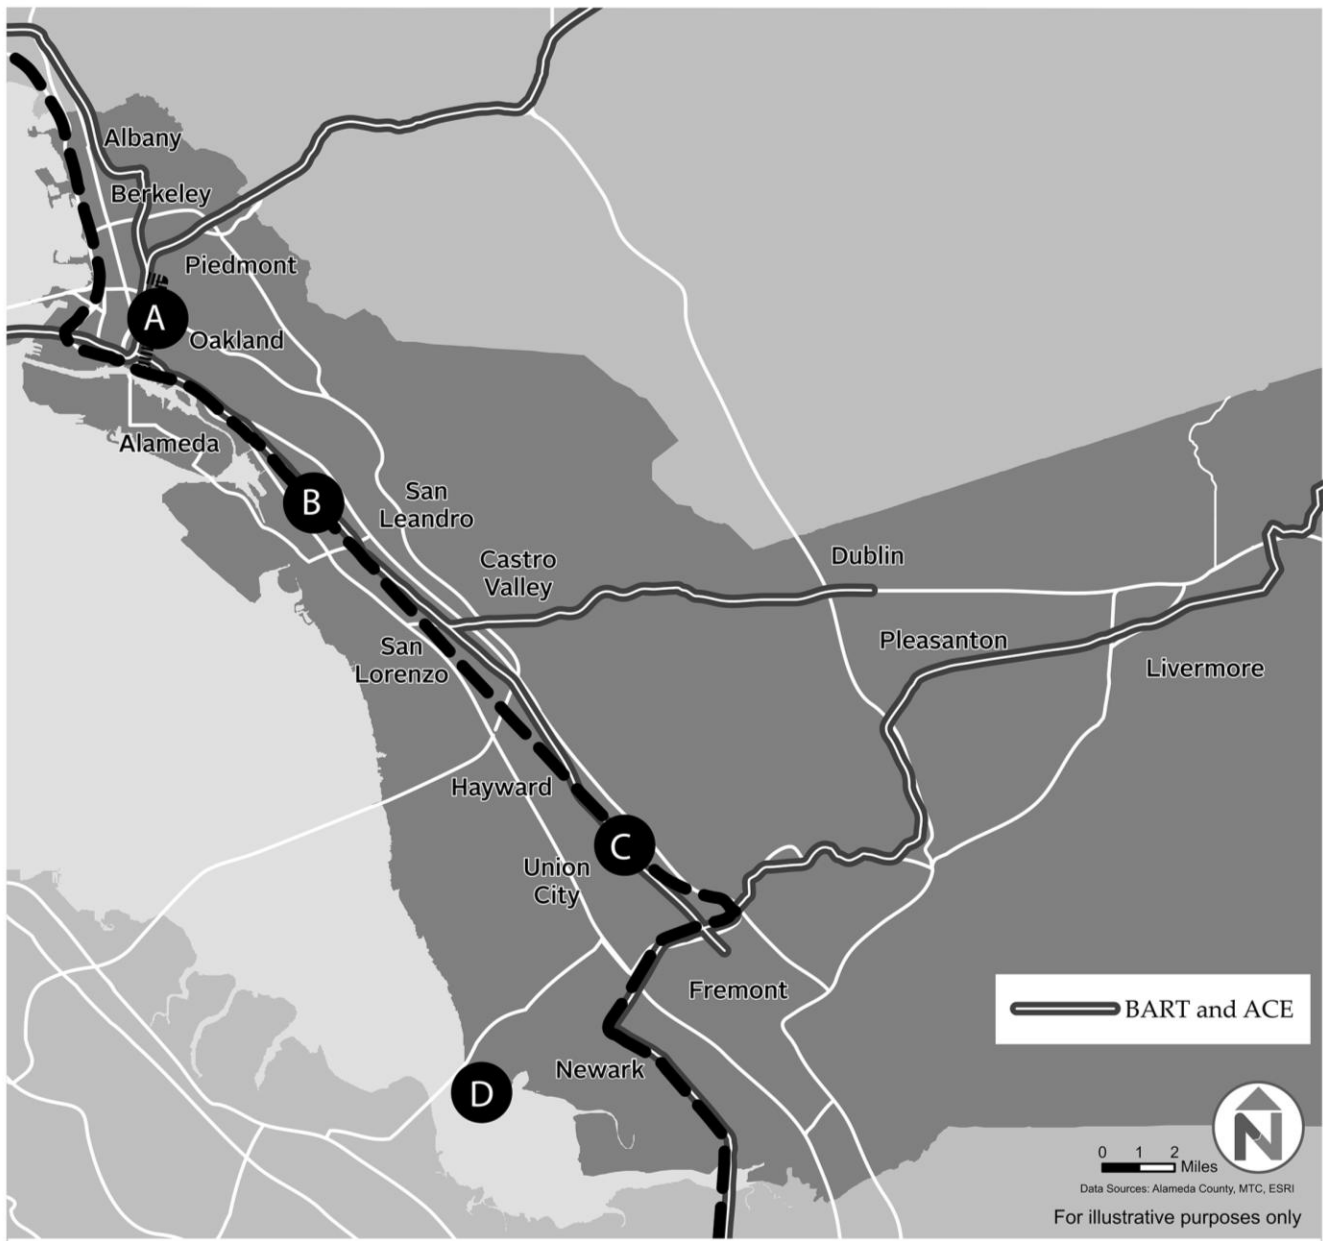 Albany
Berkeley
Piedmont
A
Oakland
Alameda
B
San
Leandro
Castro
Valley
Dublin
San
Lorenzo
Pleasanton
Livermore
Hayward
C
Union
City
Fremont
BART and ACE
Newark
D
N
0 1 2
Miles
Data Sources: Alameda County, MTC, ESRI
For illustrative purposes only